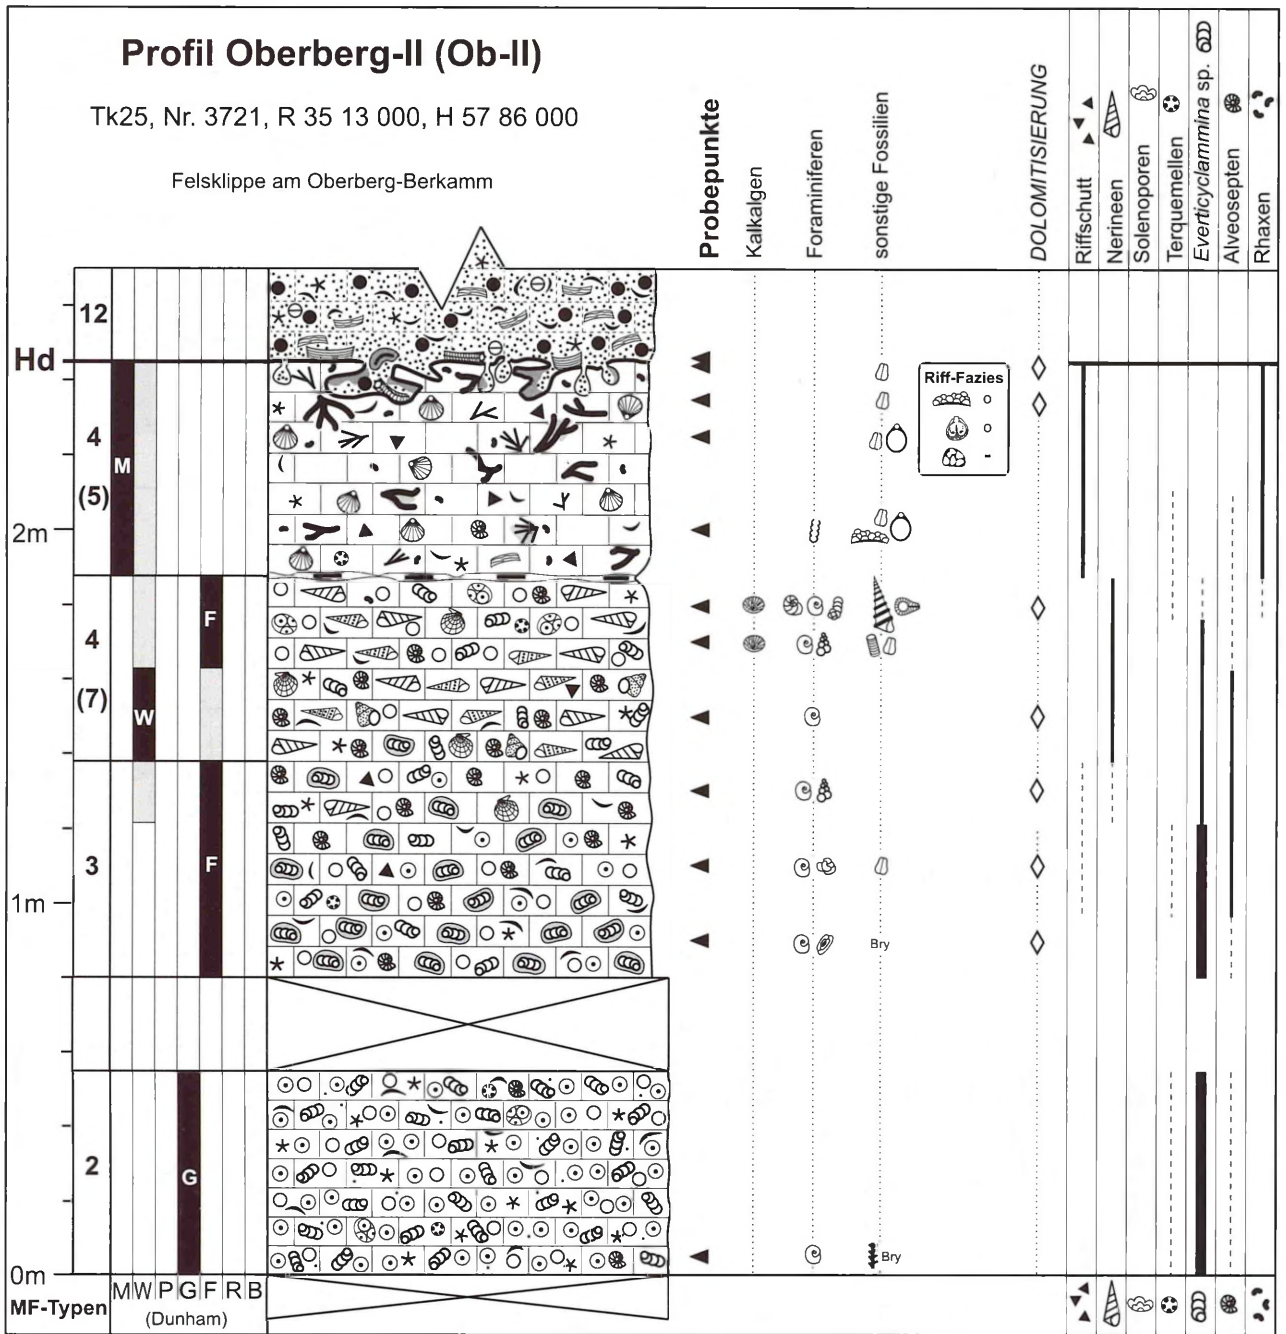 Profil Oberberg-II (Ob-II)
Tk25, Nr. 3721, R 35 13 000, H 57 86 000
Felsklippe am Oberberg-Berkamm
Probepunkte
Kalkalgen
Foraminiferen
sonstige Fossilien
DOLOMITISIERUNG
Riffschutt
Nerineen
Solenoporen
Terquemellen
Everticyclammina sp.
Alveosepten
Rhaxen
12
Hd
Riff-Fazies
4
M
(5)
2m
F
4
(7)
W
3
F
1m
Bry
2
G
Bry
0m
M W P G F R B
MF-Typen
(Dunham)